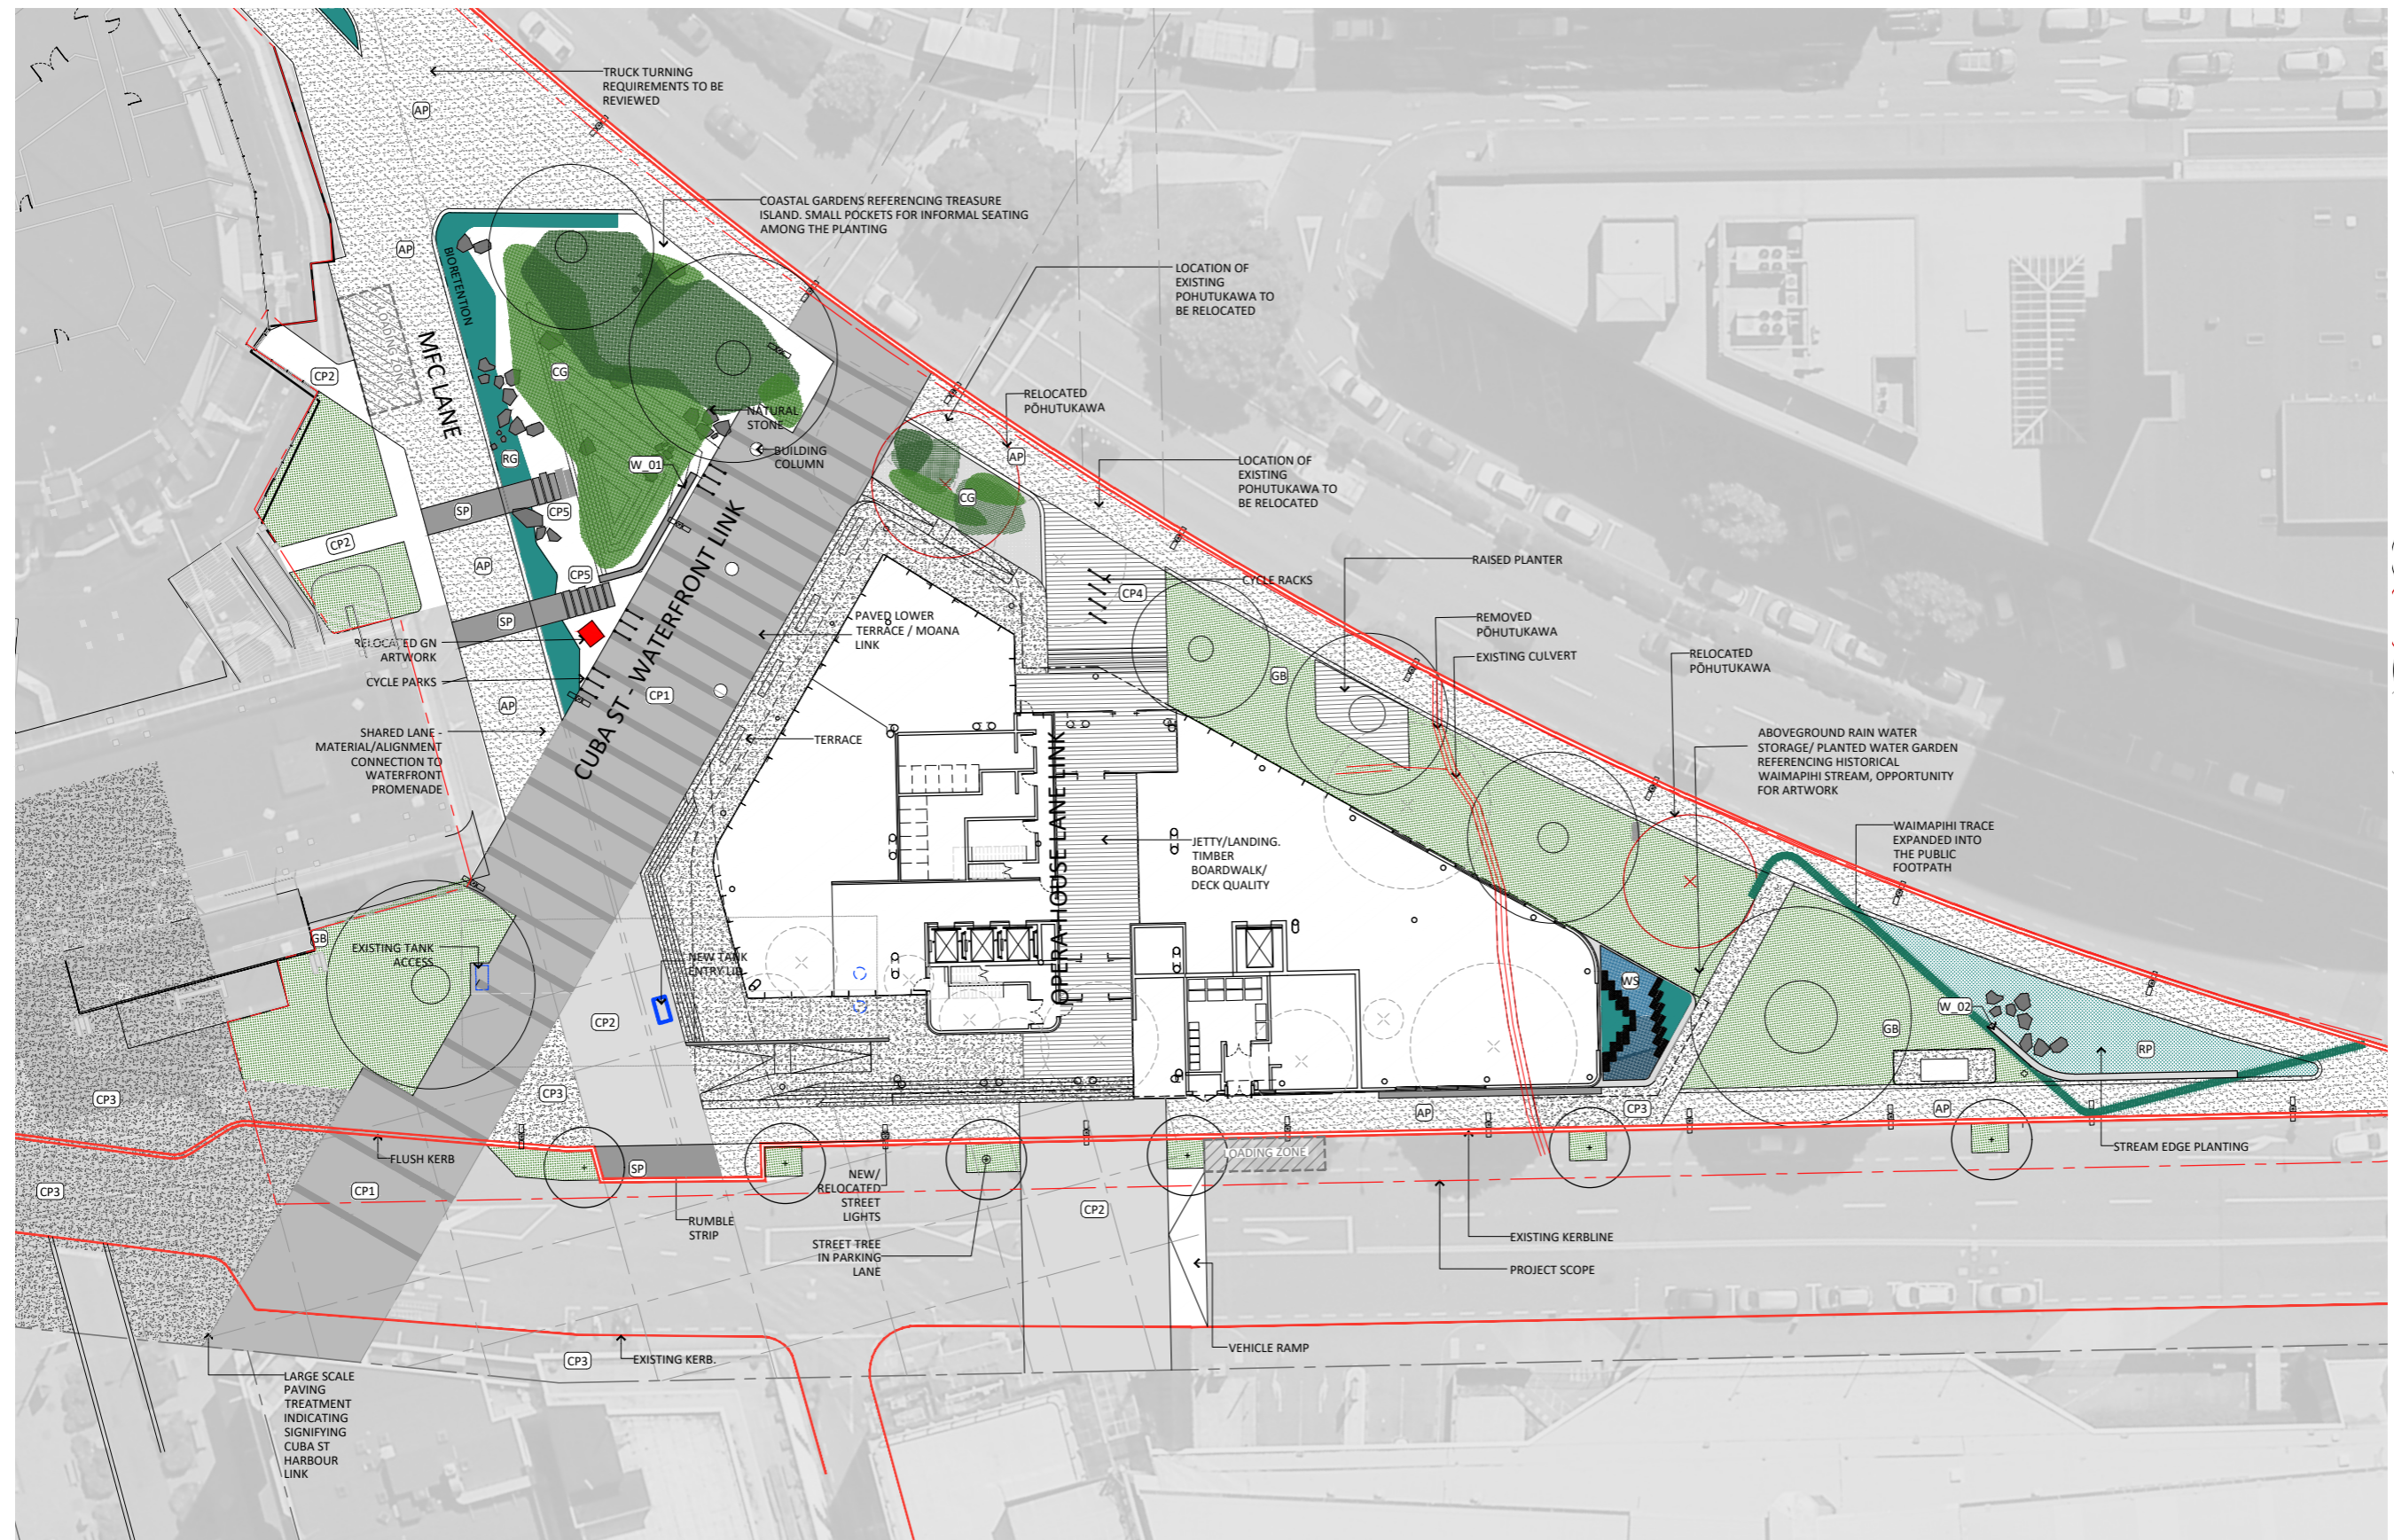 TRUCK TURNING
REQUIREMENTS TO BE
REVIEWED
AP
COASTAL GARDENS REFERENCING TREASURE
ISLAND. SMALL POCKETS FOR INFORMAL SEATING
AMONG THE PLANTING
AP
BIORETENTION
LOCATION OF
EXISTING
POHUTUKAWA TO
BE RELOCATED
LOADING ZONE
MFC LANE
CP2
CG
NATURAL
STONE
RELOCATED
PŌHUTUKAWA
BUILDING
COLUMN
AP
RG
W_01
LOCATION OF
EXISTING
POHUTUKAWA TO
BE RELOCATED
CG
SP
CP5
CP2
CUBA ST - WATERFRONT LINK
AP
CP5
RAISED PLANTER
CYCLE RACKS
CP4
SP
PAVED LOWER
TERRACE / MOANA
LINK
REMOVED
PŌHUTUKAWA
RELOCATED GN
ARTWORK
EXISTING CULVERT
RELOCATED
PŌHUTUKAWA
CYCLE PARKS
GB
CP1
AP
SHARED LANE -
MATERIAL/ALIGNMENT
CONNECTION TO
WATERFRONT
PROMENADE
TERRACE
ABOVEGROUND RAIN WATER
STORAGE/ PLANTED WATER GARDEN
REFERENCING HISTORICAL
WAIMAPIHI STREAM, OPPORTUNITY
FOR ARTWORK
OPERA HOUSE LANE LINK
JETTY/LANDING.
TIMBER
BOARDWALK/
DECK QUALITY
WAIMAPIHI TRACE
EXPANDED INTO
THE PUBLIC
FOOTPATH
GB
EXISTING TANK
ACCESS
NEW TANK
ENTRY LID
WS
CP2
W_02
GB
RP
CP3
CP3
AP
CP3
AP
FLUSH KERB
SP
LOADING ZONE
STREAM EDGE PLANTING
CP3
CP1
NEW/
RELOCATED
STREET
LIGHTS
CP2
RUMBLE
STRIP
STREET TREE
IN PARKING
LANE
EXISTING KERBLINE
PROJECT SCOPE
VEHICLE RAMP
CP3
EXISTING KERB.
LARGE SCALE
PAVING
TREATMENT
INDICATING
SIGNIFYING
CUBA ST
HARBOUR
LINK